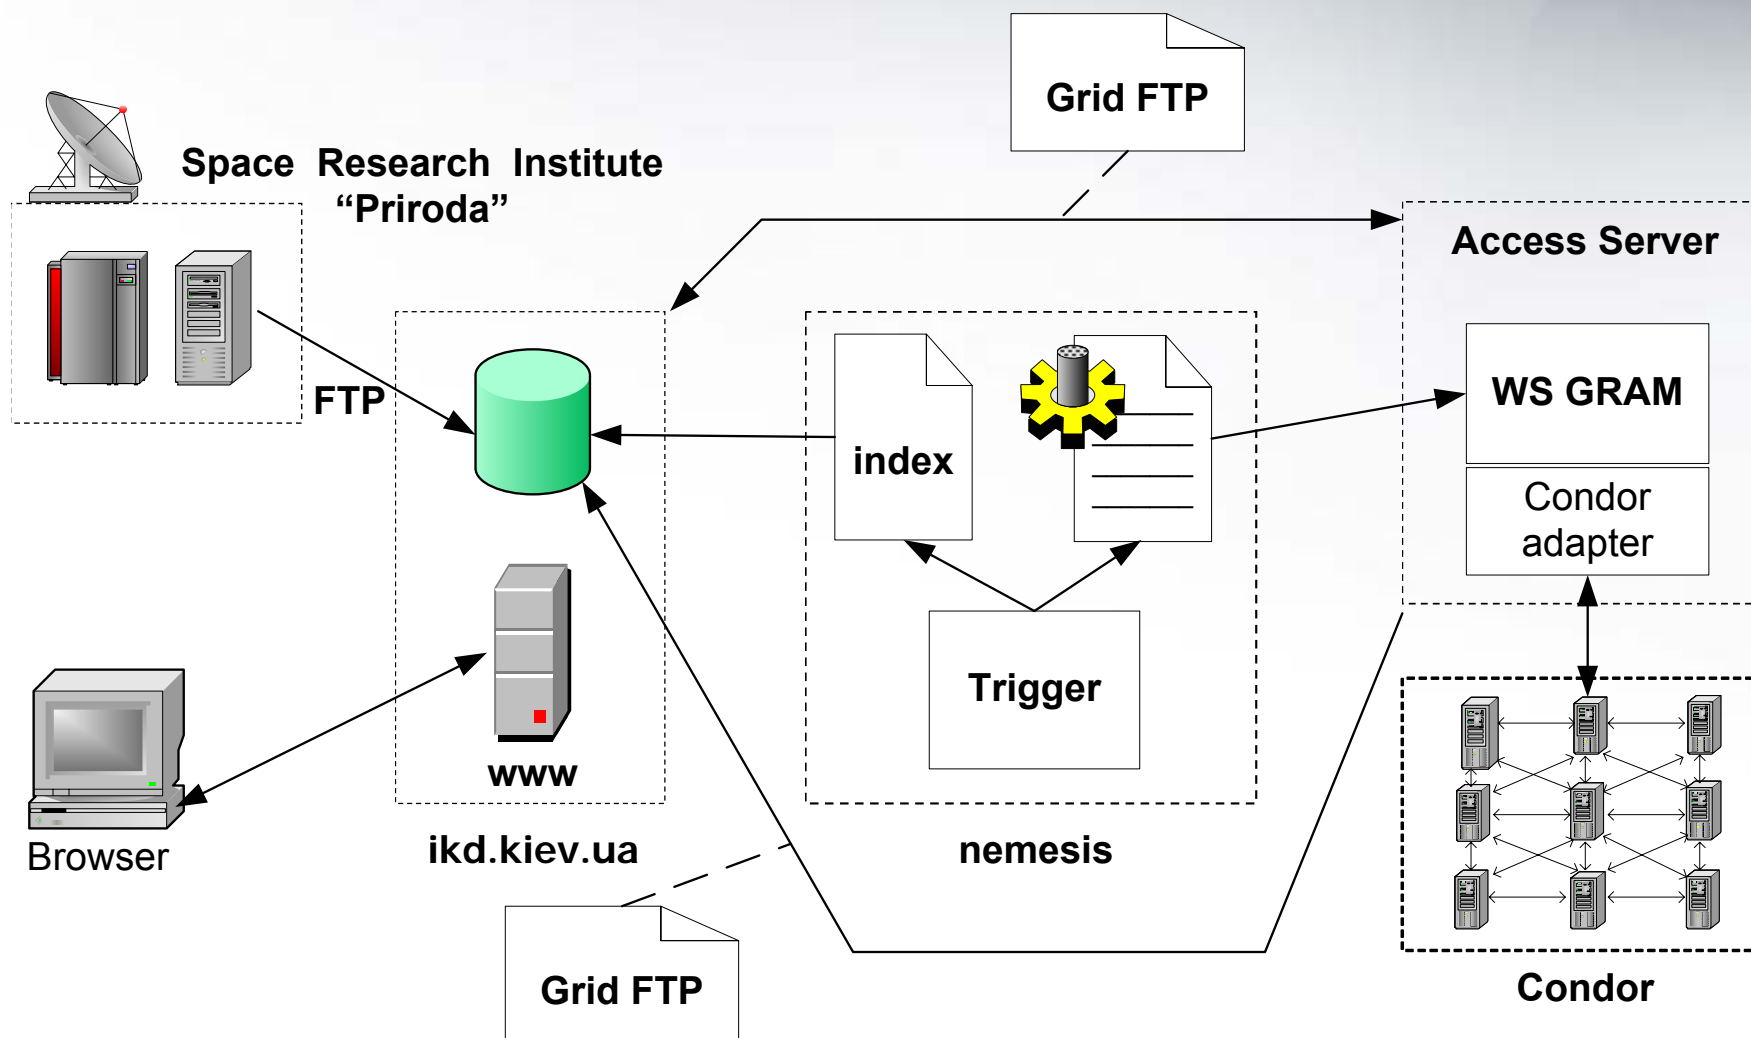 Grid FTP
Space Research Institute
“Priroda”
Access Server
FTP
index
WS GRAM
Condor
adapter
Trigger
www
Browser
ikd.kiev.ua
nemesis
Grid FTP
Condor